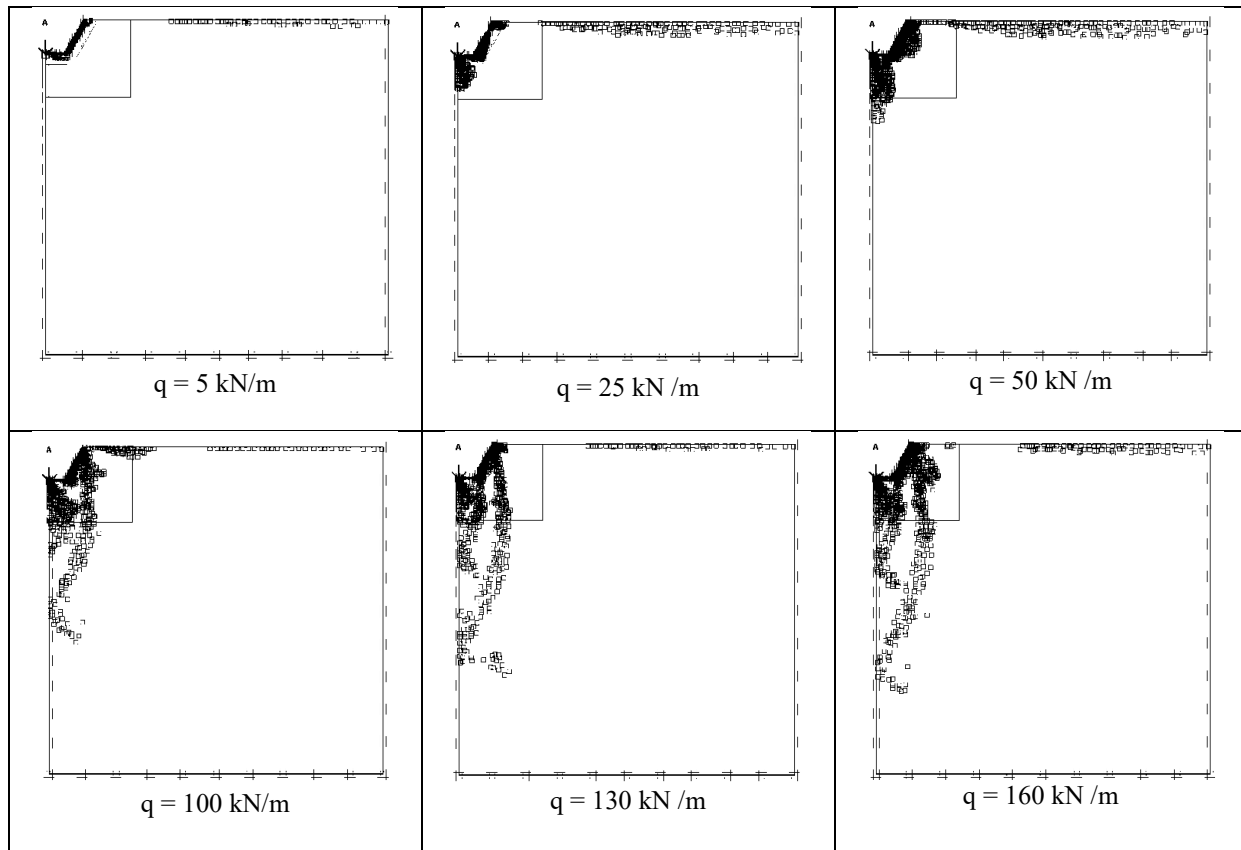 A
A
A
q = 5 kN/m
q = 25 kN /m
q = 50 kN /m
A
A
A
q = 100 kN/m
q = 130 kN /m
q = 160 kN /m